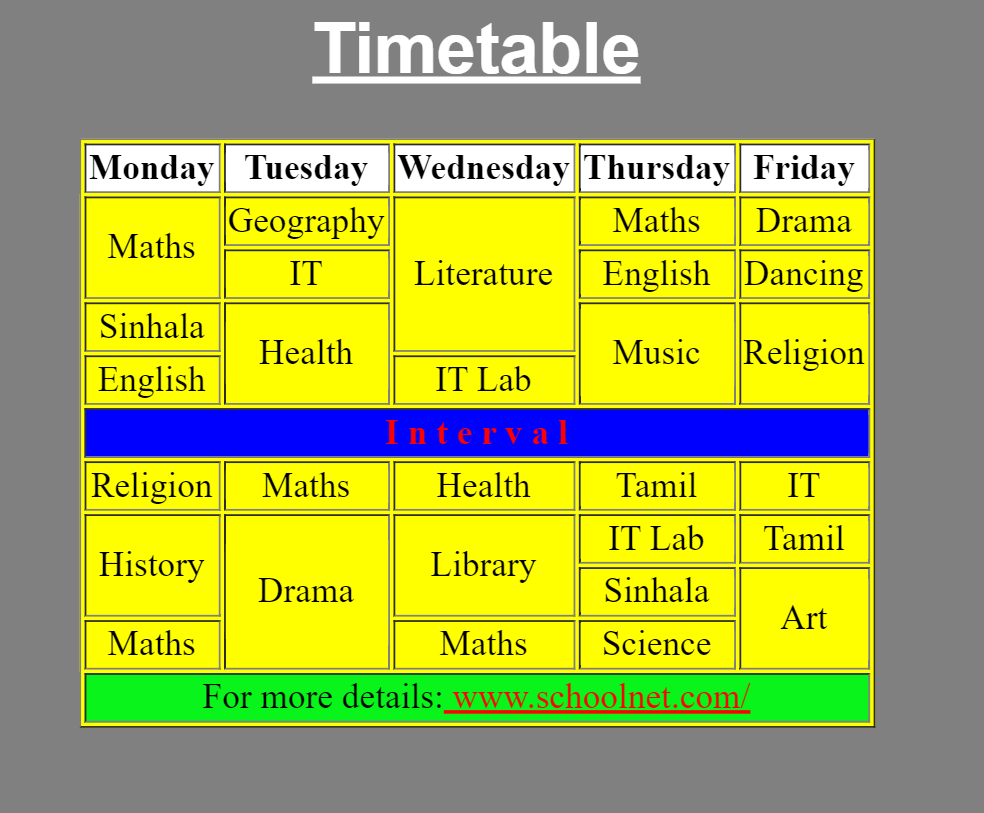 Timetable
Monday Tuesday Wednesday Thursday Friday
Maths Geography Literature Maths Drama
IT English Dancing
Sinhala Health Music Religion
English IT Lab
Interval
Religion Maths Health Tamil IT
History Drama Library IT Lab Tamil
Sinhala Art
Maths Maths Science
For more details: www.schoolnet.com/